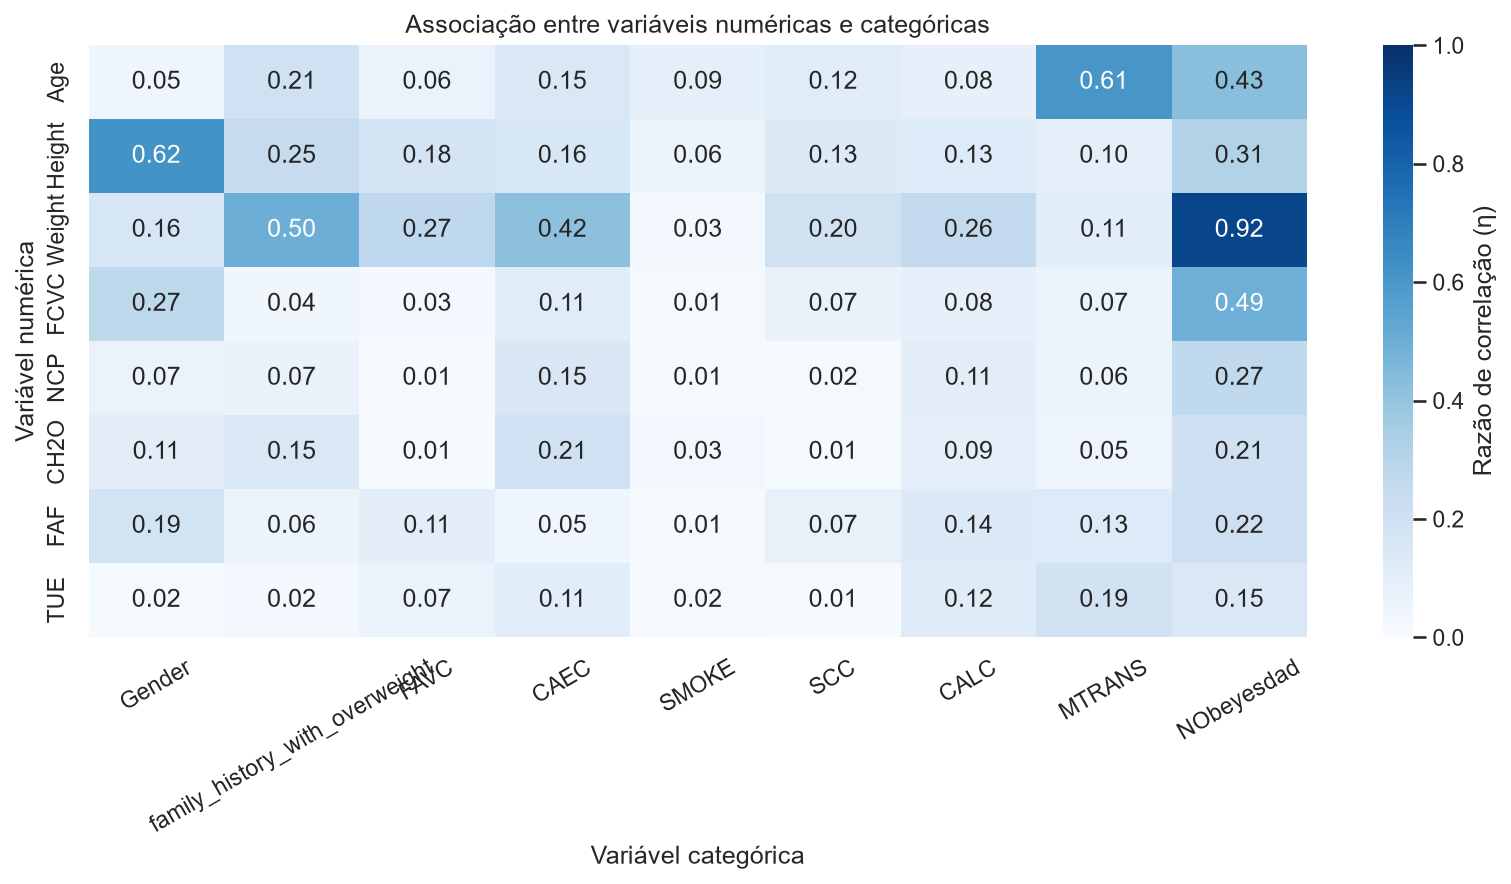 Associação entre variáveis numéricas e categóricas
Variável numérica
Age 0.05 0.21 0.06 0.15 0.09 0.12 0.08 0.61 0.43
Height 0.62 0.25 0.18 0.16 0.06 0.13 0.13 0.10 0.31
Weight 0.16 0.50 0.27 0.42 0.03 0.20 0.26 0.11 0.92
FCVC 0.27 0.04 0.03 0.11 0.01 0.07 0.08 0.07 0.49
NCP 0.07 0.07 0.01 0.15 0.01 0.02 0.11 0.06 0.27
CH2O 0.11 0.15 0.01 0.21 0.03 0.01 0.09 0.05 0.21
FAF 0.19 0.06 0.11 0.05 0.01 0.07 0.14 0.13 0.22
TUE 0.02 0.02 0.07 0.11 0.02 0.01 0.12 0.19 0.15
Gender family_history_with_overweight FAVC CAEC SMOKE SCC CALC MTRANS NObeyesdad
Variável categórica
1.0
0.8
0.6
0.4
0.2
0.0
Razão de correlação (η)